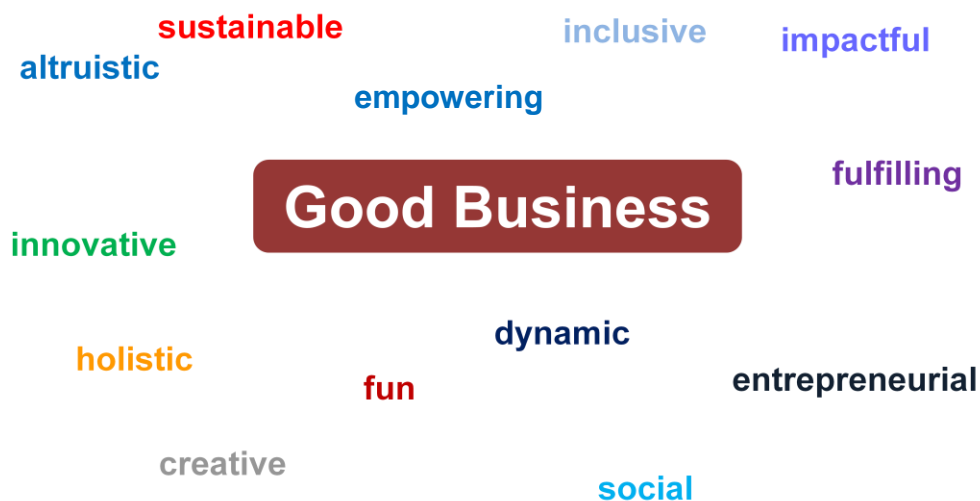 sustainable
inclusive
impactful
altruistic
empowering
fulfilling
Good Business
innovative
dynamic
holistic
entrepreneurial
fun
creative
social